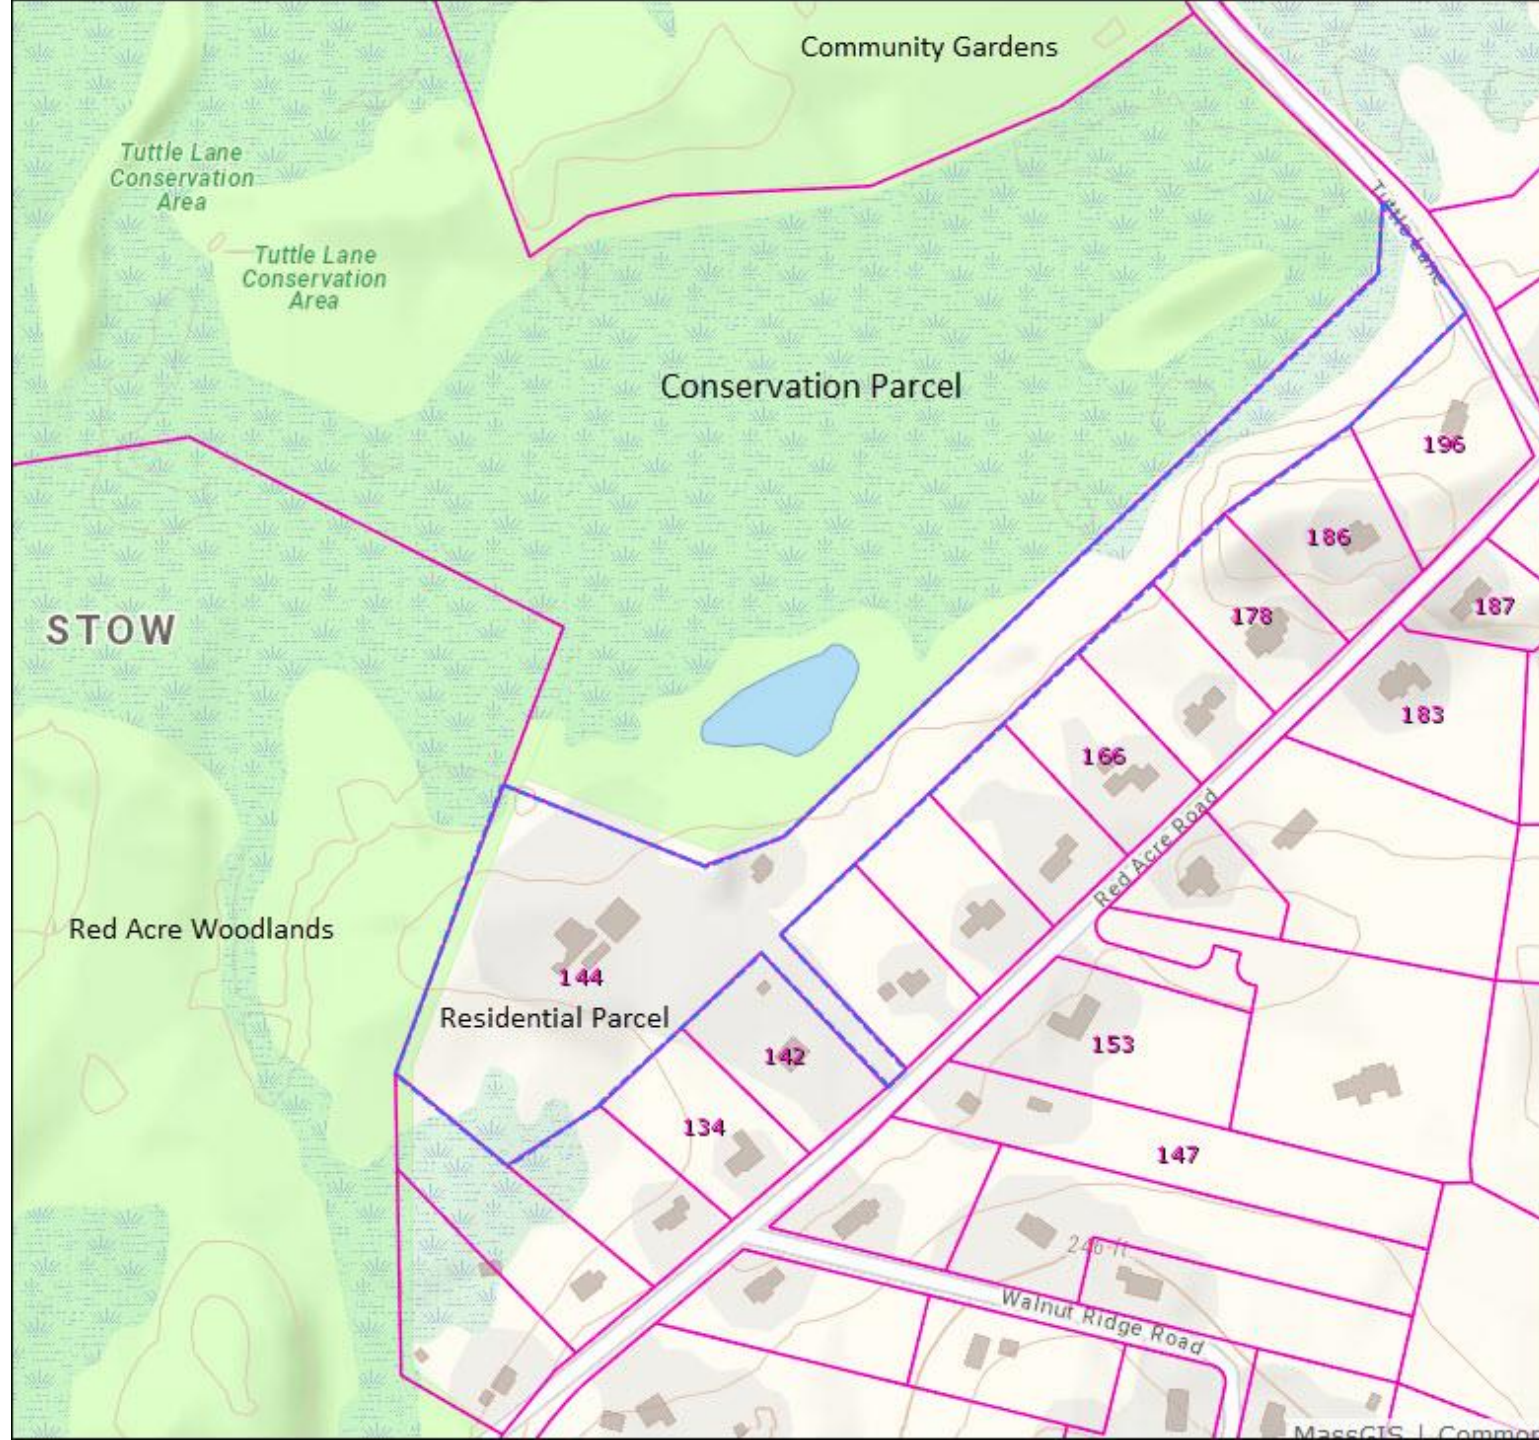 Community Gardens
Tuttle Lane
Conservation
Area
Tuttle Lane
Conservation
Area
Tuttle Lane
Conservation Parcel
196
186
187
178
STOW
183
166
Red Acre Road
Red Acre Woodlands
144
Residential Parcel
142
153
134
147
246 ft
Walnut Ridge Road
MassGIS | Common